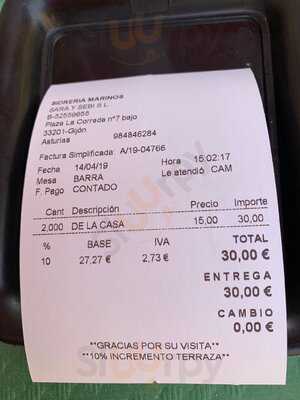 SIDRERIA MARINOS
SARA Y SEBI S L
B-52559655
Plaza La Corrada nº7 bajo
33201-Gijón
Asturias 984846284
Factura Simplificada: A/19-04766
Fecha 14/04/19 Hora 15:02:17
Mesa BARRA Le atendió CAM
F. Pago CONTADO
Cant Descripción Precio Importe
2,000 DE LA CASA 15,00 30,00
% BASE IVA TOTAL
10 27,27 € 2,73 € 30,00 €
ENTREGA
30,00 €
CAMBIO
0,00 €
**GRACIAS POR SU VISITA**
**10% INCREMENTO TERRAZA**